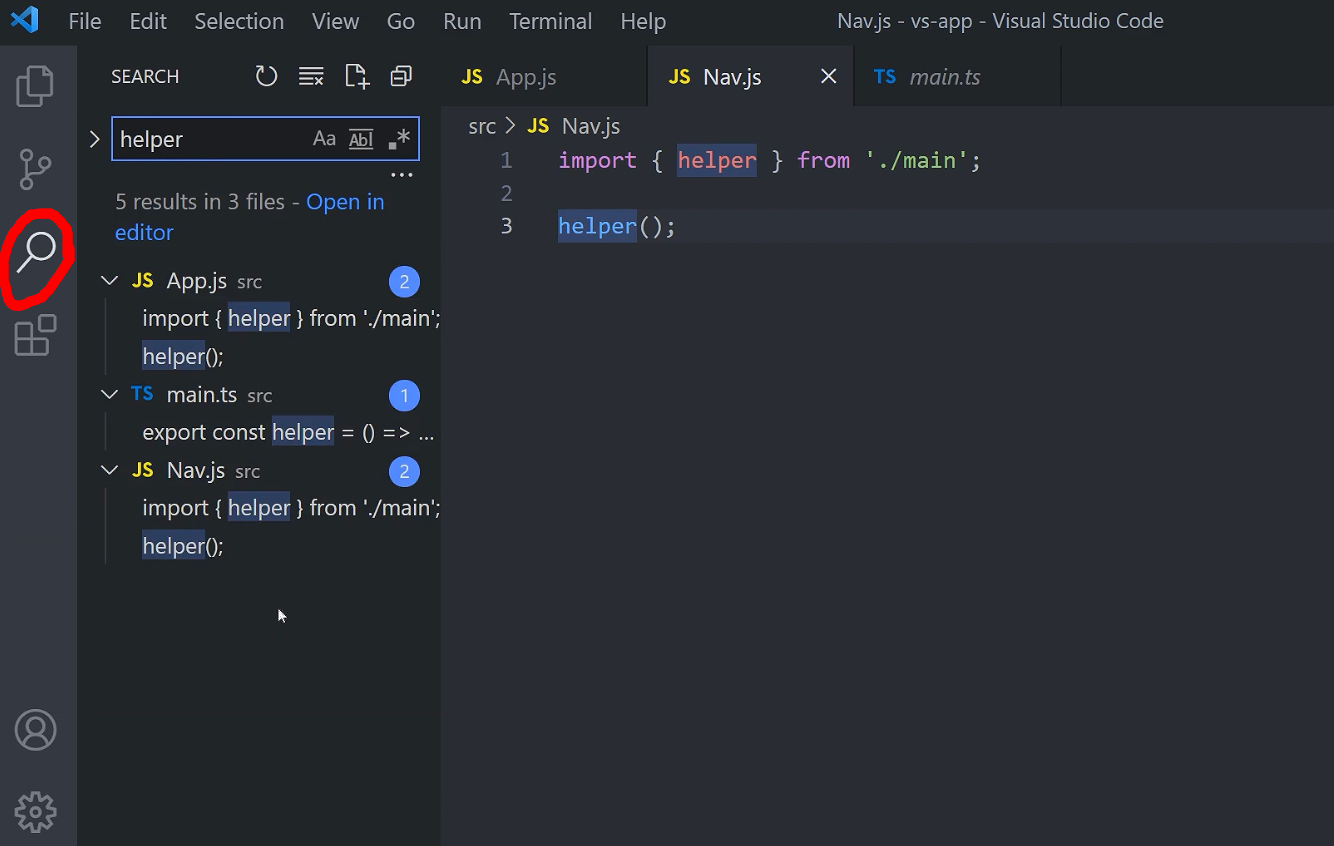 File Edit Selection View Go Run Terminal Help Nav.js - vs-app - Visual Studio Code
SEARCH
helper Aa Ab| .*
...
5 results in 3 files - Open in
editor
JS App.js src 2
import { helper } from './main';
helper();
TS main.ts src 1
export const helper = () => ...
JS Nav.js src 2
import { helper } from './main';
helper();
JS App.js JS Nav.js × TS main.ts
src > JS Nav.js
1 import { helper } from './main';
2
3 helper();